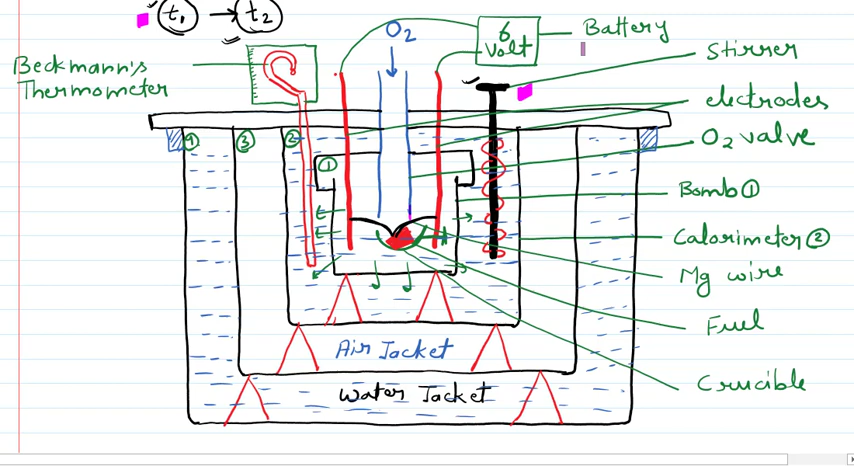 t₁ → t₂
O₂
6 volt
Battery
Beckmann's
Thermometer
Stirrer
electrodes
O₂ valve
Bomb ①
Calorimeter ②
Mg wire
Fuel
Crucible
④
③
②
①
Air Jacket
Water Jacket